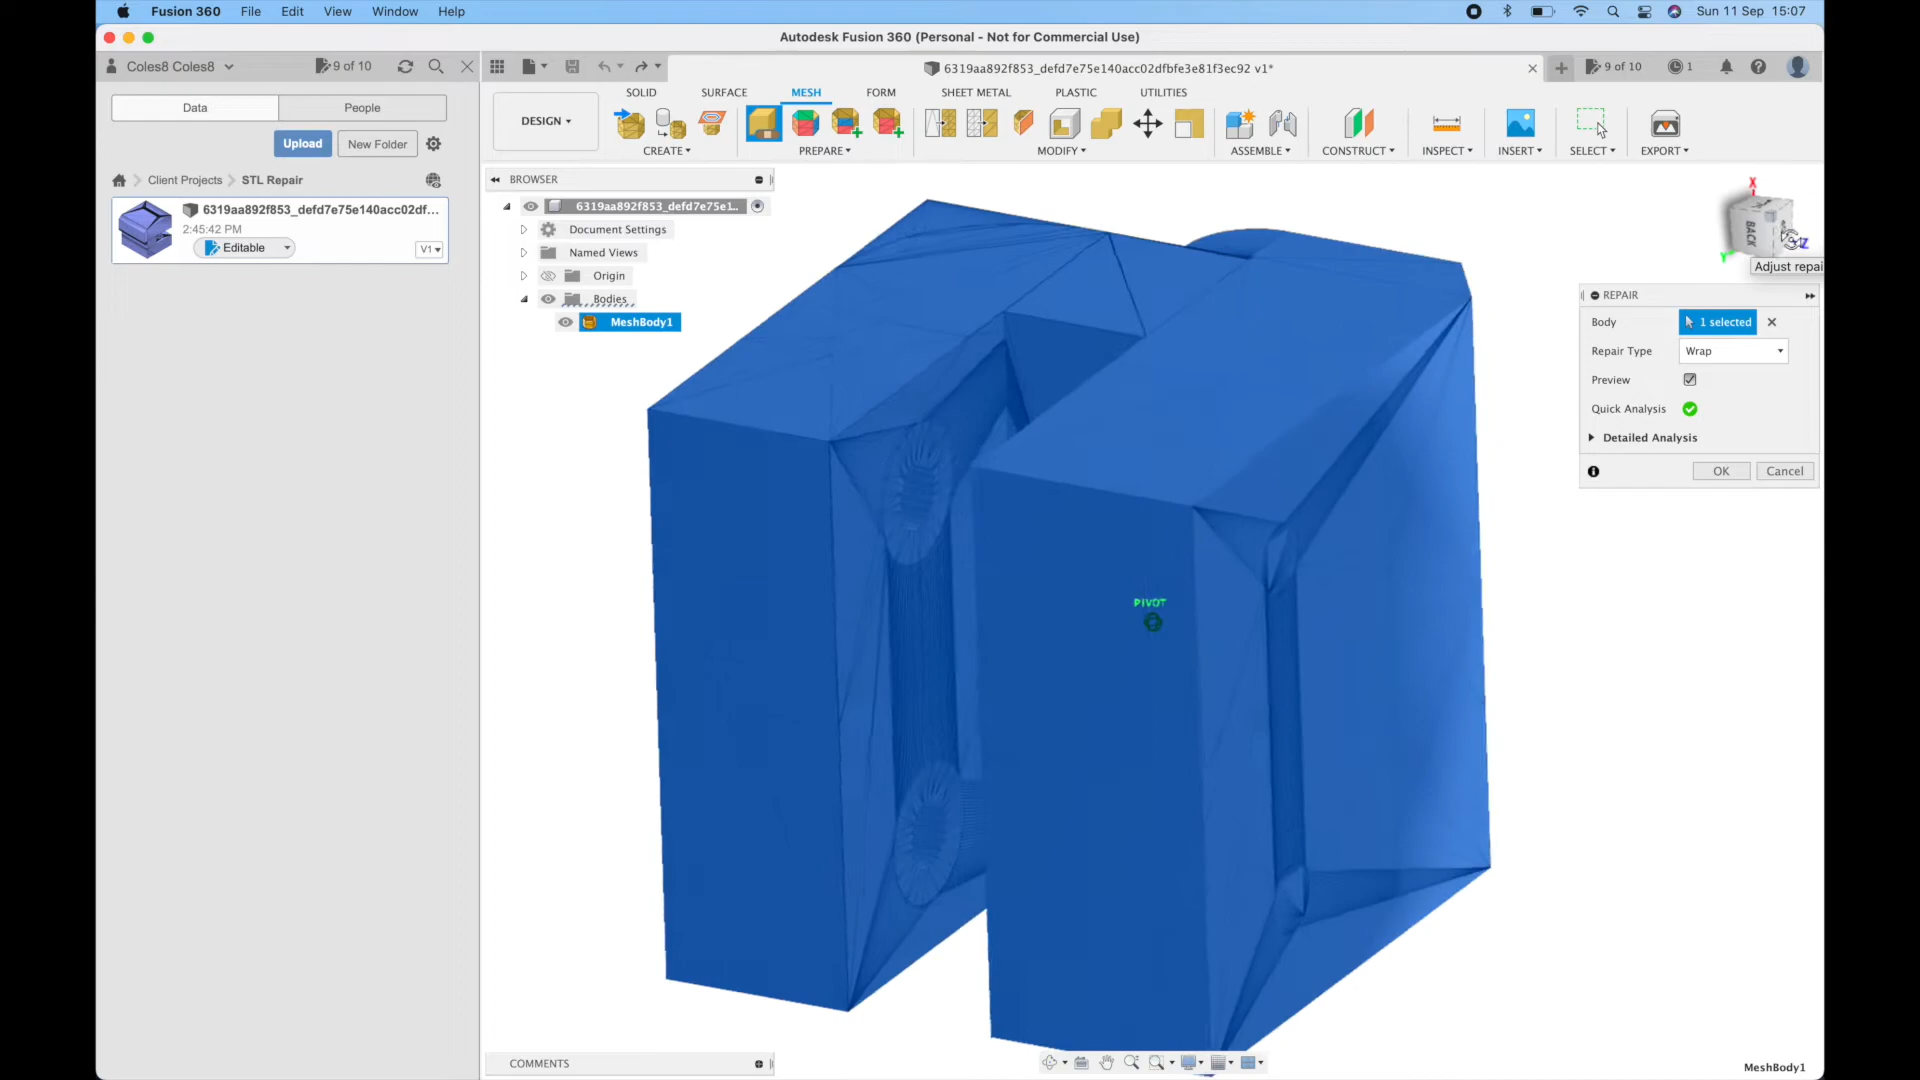 Fusion 360 File Edit View Window Help Sun 11 Sep 15:07
Autodesk Fusion 360 (Personal - Not for Commercial Use)
Coles8 Coles8 9 of 10
6319aa892f853_defd7e75e140acc02dfbfe3e81f3ec92 v1* 9 of 10 1
Data People
SOLID SURFACE MESH FORM SHEET METAL PLASTIC UTILITIES
DESIGN
Upload New Folder
CREATE PREPARE MODIFY ASSEMBLE CONSTRUCT INSPECT INSERT SELECT EXPORT
Client Projects STL Repair
BROWSER
6319aa892f853_defd7e75e140acc02df...
2:45:42 PM
Editable V1
6319aa892f853_defd7e75e1...
Document Settings
Named Views
Origin
Bodies
MeshBody1
X
BACK
Y
Z
Adjust repai
REPAIR
Body 1 selected
Repair Type Wrap
Preview
Quick Analysis
Detailed Analysis
OK Cancel
PIVOT
COMMENTS
MeshBody1